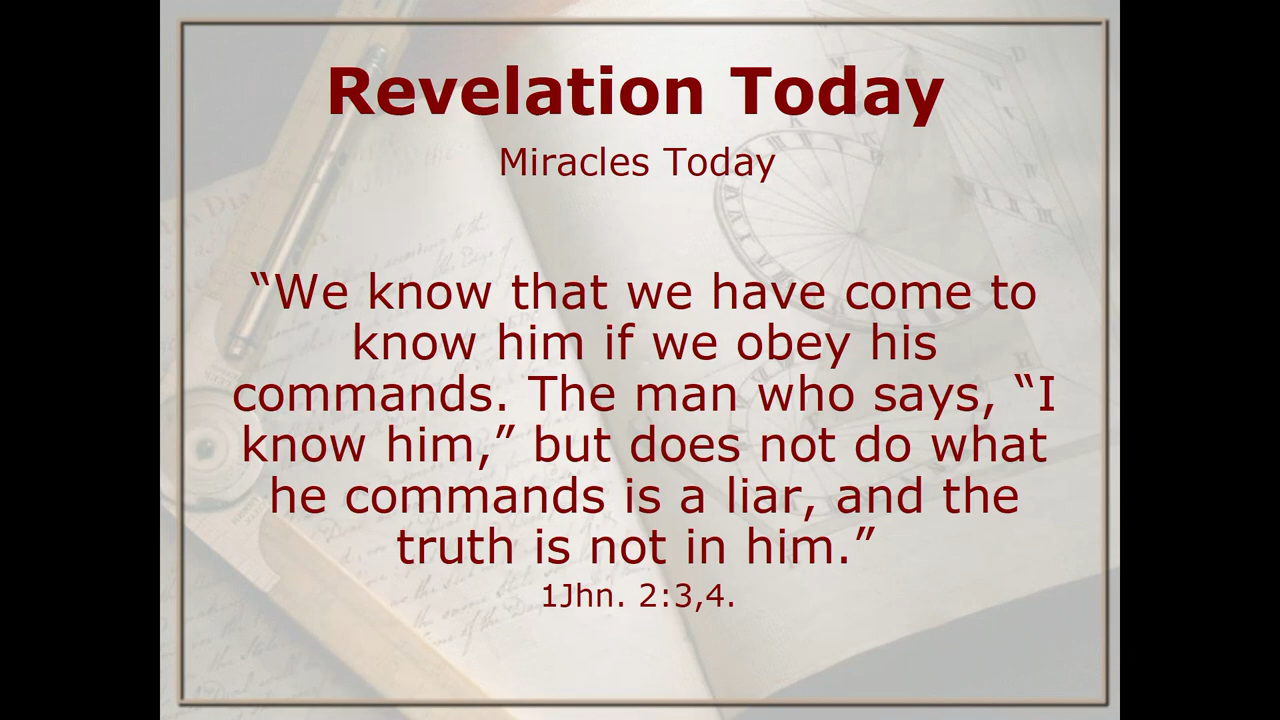 Revelation Today
Miracles Today
“We know that we have come to
know him if we obey his
commands. The man who says, “I
know him,” but does not do what
he commands is a liar, and the
truth is not in him.”
1Jhn. 2:3,4.